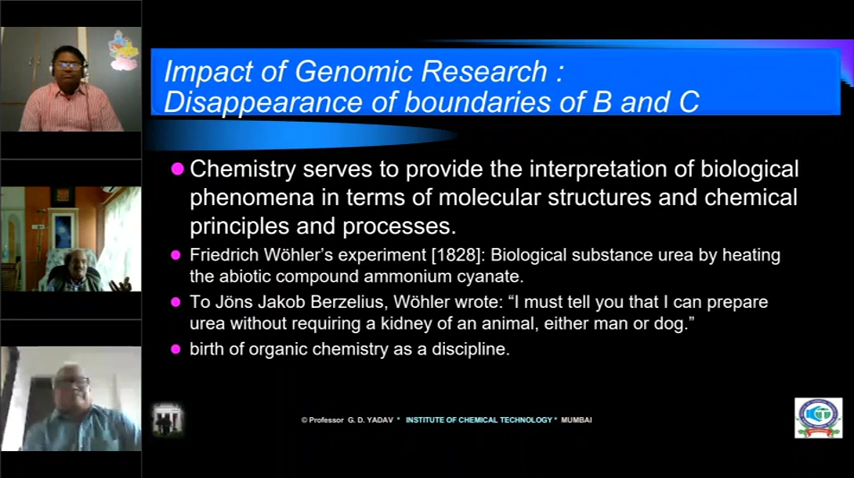 Impact of Genomic Research :
Disappearance of boundaries of B and C
Chemistry serves to provide the interpretation of biological
phenomena in terms of molecular structures and chemical
principles and processes.
Friedrich Wöhler’s experiment [1828]: Biological substance urea by heating
the abiotic compound ammonium cyanate.
To Jöns Jakob Berzelius, Wöhler wrote: “I must tell you that I can prepare
urea without requiring a kidney of an animal, either man or dog.”
birth of organic chemistry as a discipline.
© Professor G. D. YADAV * INSTITUTE OF CHEMICAL TECHNOLOGY * MUMBAI